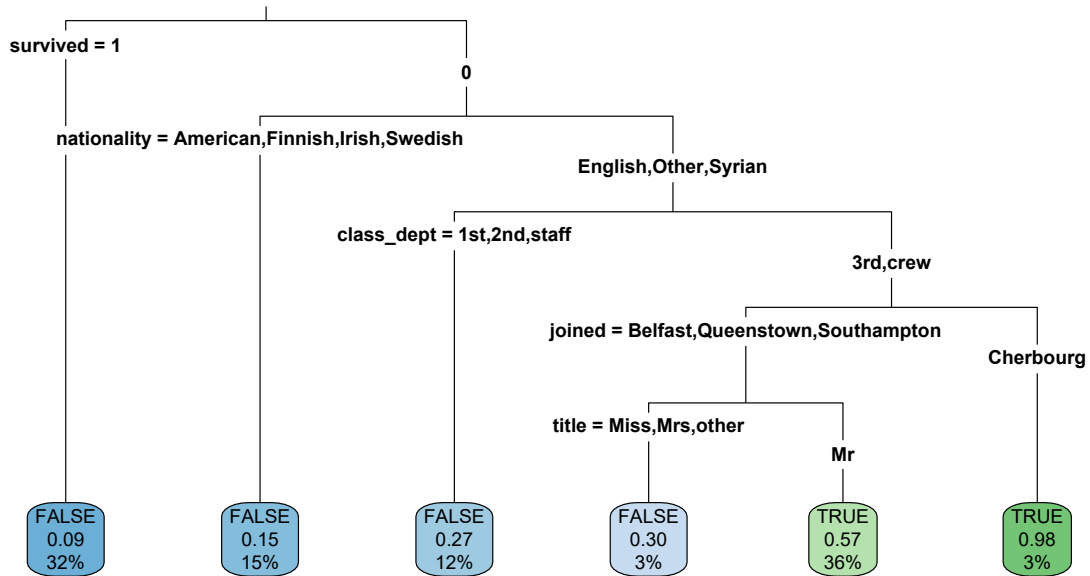 survived = 1
0
nationality = American,Finnish,Irish,Swedish
English,Other,Syrian
class_dept = 1st,2nd,staff
3rd,crew
joined = Belfast,Queenstown,Southampton
Cherbourg
title = Miss,Mrs,other
Mr
FALSE
0.09
32%
FALSE
0.15
15%
FALSE
0.27
12%
FALSE
0.30
3%
TRUE
0.57
36%
TRUE
0.98
3%